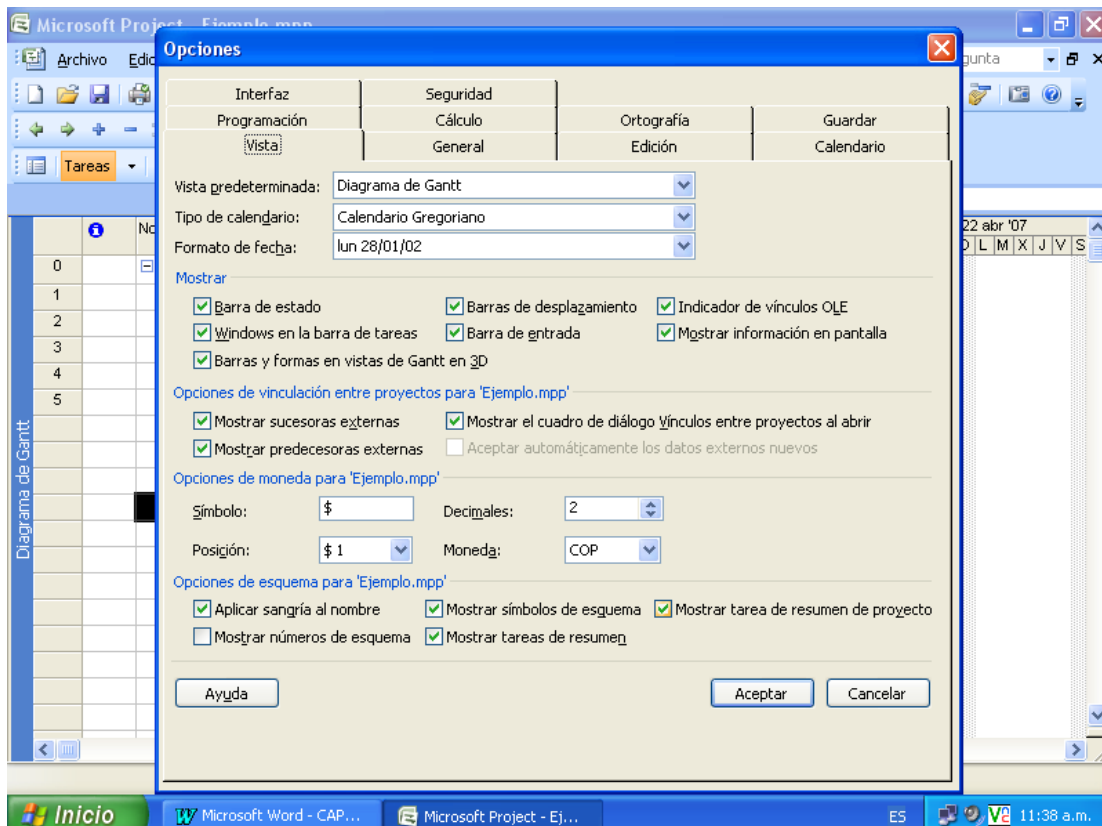 Microsoft Project - Ejemplo.mpp
Opciones
Archivo
Interfaz Seguridad
Programación Cálculo Ortografía Guardar
Vista General Edición Calendario
Tareas
Vista predeterminada: Diagrama de Gantt
Tipo de calendario: Calendario Gregoriano
22 abr '07
Formato de fecha: lun 28/01/02
L M X J V S
0
Mostrar
1
Barra de estado Barras de desplazamiento Indicador de vínculos OLE
2
Windows en la barra de tareas Barra de entrada Mostrar información en pantalla
3
Barras y formas en vistas de Gantt en 3D
4
Opciones de vinculación entre proyectos para 'Ejemplo.mpp'
5
Mostrar sucesoras externas Mostrar el cuadro de diálogo Vínculos entre proyectos al abrir
Mostrar predecesoras externas Aceptar automáticamente los datos externos nuevos
Diagrama de Gantt
Opciones de moneda para 'Ejemplo.mpp'
Símbolo: $ Decimales: 2
Posición: $ 1 Moneda: COP
Opciones de esquema para 'Ejemplo.mpp'
Aplicar sangría al nombre Mostrar símbolos de esquema Mostrar tarea de resumen de proyecto
Mostrar números de esquema Mostrar tareas de resumen
Ayuda Aceptar Cancelar
Inicio Microsoft Word - CAP... Microsoft Project - Ej... ES 11:38 a.m.